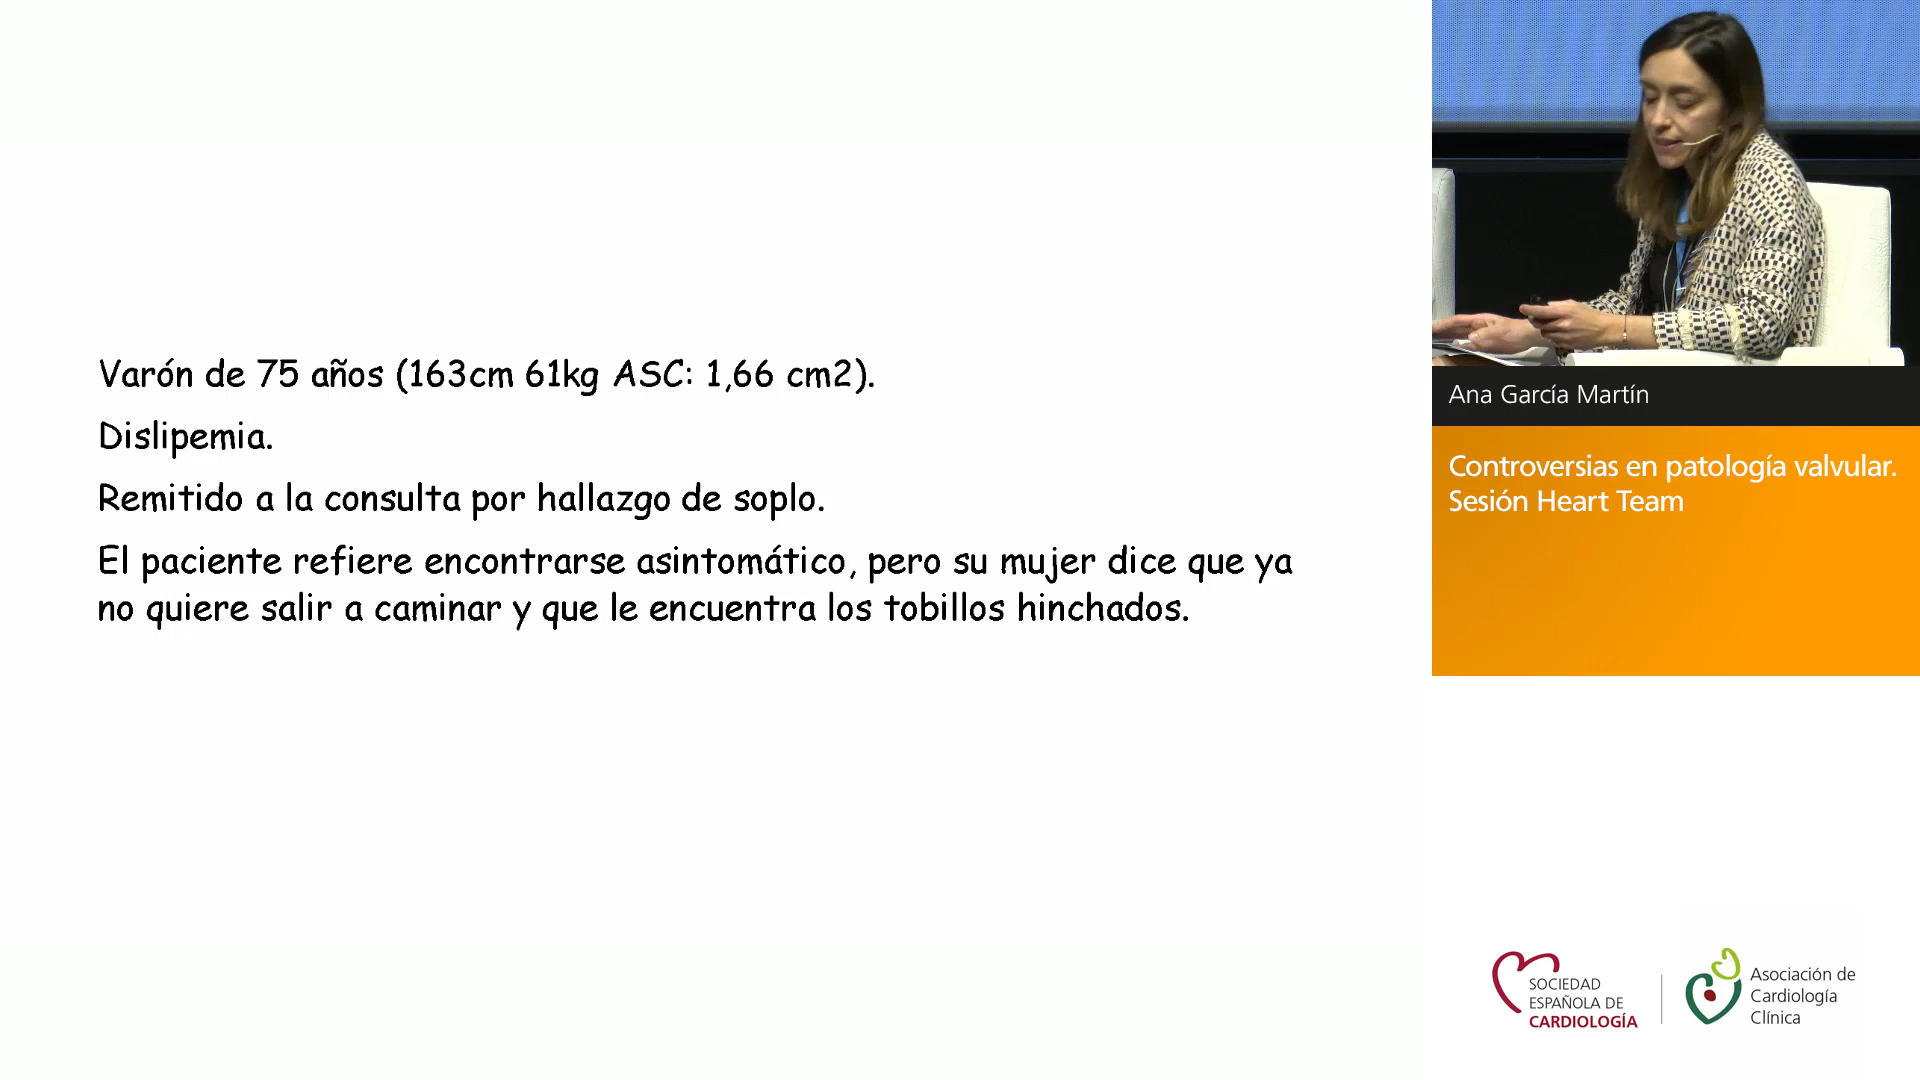 Varón de 75 años (163cm 61kg ASC: 1,66 cm2).
Dislipemia.
Remitido a la consulta por hallazgo de soplo.
El paciente refiere encontrarse asintomático, pero su mujer dice que ya
no quiere salir a caminar y que le encuentra los tobillos hinchados.
Ana García Martín
Controversias en patología valvular.
Sesión Heart Team
SOCIEDAD
ESPAÑOLA DE
CARDIOLOGÍA
Asociación de
Cardiología
Clínica